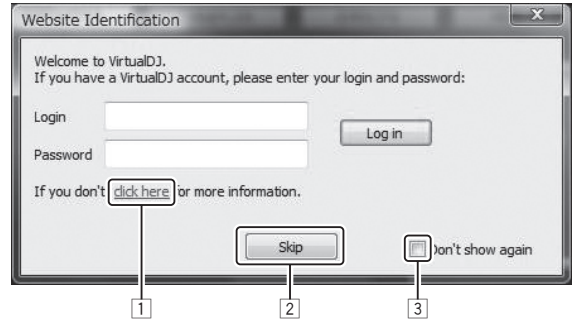 Website Identification
Welcome to VirtualDJ.
If you have a VirtualDJ account, please enter your login and password:
Login
Log in
Password
If you don't click here for more information.
Skip
Don't show again
1 2 3